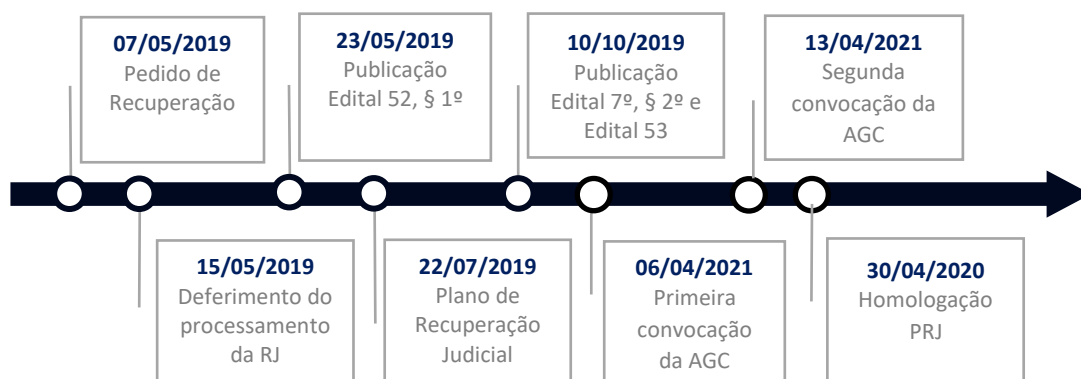 07/05/2019
Pedido de
Recuperação
23/05/2019
Publicação
Edital 52, § 1º
10/10/2019
Publicação
Edital 7º, § 2º e
Edital 53
13/04/2021
Segunda
convocação da
AGC
15/05/2019
Deferimento do
processamento
da RJ
22/07/2019
Plano de
Recuperação
Judicial
06/04/2021
Primeira
convocação
da AGC
30/04/2020
Homologação
PRJ